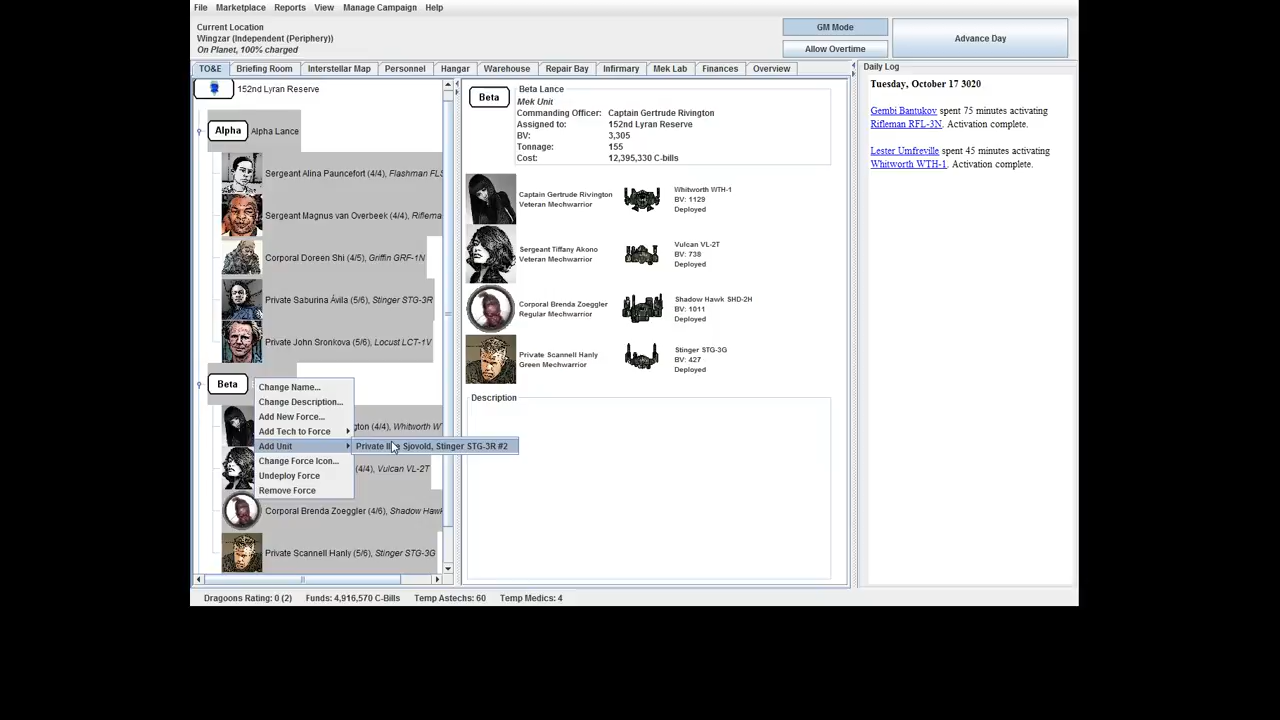 File Marketplace Reports View Manage Campaign Help
Current Location
Wingzar (Independent (Periphery))
On Planet, 100% charged
GM Mode
Allow Overtime
Advance Day
TO&E Briefing Room Interstellar Map Personnel Hangar Warehouse Repair Bay Infirmary Mek Lab Finances Overview
152nd Lyran Reserve
Alpha Alpha Lance
Sergeant Alina Pauncefort (4/4), Flashman FLS
Sergeant Magnus van Overbeek (4/4), Riflema
Corporal Doreen Shi (4/5), Griffin GRF-1N
Private Saburina Ávila (5/6), Stinger STG-3R
Private John Sronkova (5/6), Locust LCT-1V
Beta
gton (4/4), Whitworth W
(4/4), Vulcan VL-2T
Corporal Brenda Zoeggler (4/6), Shadow Hawk
Private Scannell Hanly (5/6), Stinger STG-3G
Change Name...
Change Description...
Add New Force...
Add Tech to Force
Add Unit
Change Force Icon...
Undeploy Force
Remove Force
Private Sjovold, Stinger STG-3R #2
Beta
Beta Lance
Mek Unit
Commanding Officer: Captain Gertrude Rivington
Assigned to: 152nd Lyran Reserve
BV: 3,305
Tonnage: 155
Cost: 12,395,330 C-bills
Captain Gertrude Rivington
Veteran Mechwarrior
Whitworth WTH-1
BV: 1129
Deployed
Sergeant Tiffany Akono
Veteran Mechwarrior
Vulcan VL-2T
BV: 738
Deployed
Corporal Brenda Zoeggler
Regular Mechwarrior
Shadow Hawk SHD-2H
BV: 1011
Deployed
Private Scannell Hanly
Green Mechwarrior
Stinger STG-3G
BV: 427
Deployed
Description
Daily Log
Tuesday, October 17 3020
Gembi Bantukov spent 75 minutes activating
Rifleman RFL-3N. Activation complete.
Lester Umfreville spent 45 minutes activating
Whitworth WTH-1. Activation complete.
Dragoons Rating: 0 (2) Funds: 4,916,570 C-Bills Temp Astechs: 60 Temp Medics: 4